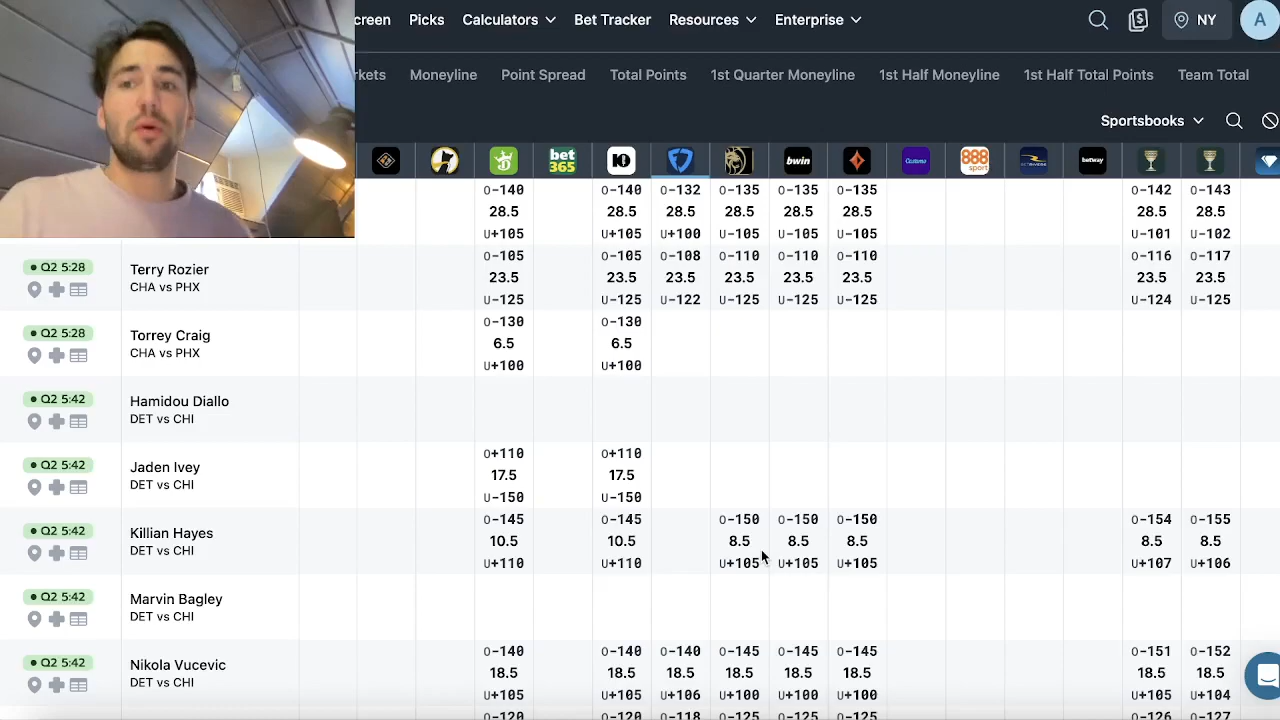 creen Picks Calculators Bet Tracker Resources Enterprise NY A
rkets Moneyline Point Spread Total Points 1st Quarter Moneyline 1st Half Moneyline 1st Half Total Points Team Total
Sportsbooks
bet365 bwin 888sport betway
O-140 O-140 O-132 O-135 O-135 O-135 O-142 O-143
28.5 28.5 28.5 28.5 28.5 28.5 28.5 28.5
U+105 U+105 U+100 U-105 U-105 U-105 U-101 U-102
Q2 5:28 Terry Rozier
CHA vs PHX
O-105 O-105 O-108 O-110 O-110 O-110 O-116 O-117
23.5 23.5 23.5 23.5 23.5 23.5 23.5 23.5
U-125 U-125 U-122 U-125 U-125 U-125 U-124 U-125
Q2 5:28 Torrey Craig
CHA vs PHX
O-130 O-130
6.5 6.5
U+100 U+100
Q2 5:42 Hamidou Diallo
DET vs CHI
Q2 5:42 Jaden Ivey
DET vs CHI
O+110 O+110
17.5 17.5
U-150 U-150
Q2 5:42 Killian Hayes
DET vs CHI
O-145 O-145 O-150 O-150 O-150 O-154 O-155
10.5 10.5 8.5 8.5 8.5 8.5 8.5
U+110 U+110 U+105 U+105 U+105 U+107 U+106
Q2 5:42 Marvin Bagley
DET vs CHI
Q2 5:42 Nikola Vucevic
DET vs CHI
O-140 O-140 O-140 O-145 O-145 O-145 O-151 O-152
18.5 18.5 18.5 18.5 18.5 18.5 18.5 18.5
U+105 U+105 U+106 U+100 U+100 U+100 U+105 U+104
O-120 O-120 O-118 O-125 O-125 O-125 O-126 O-127